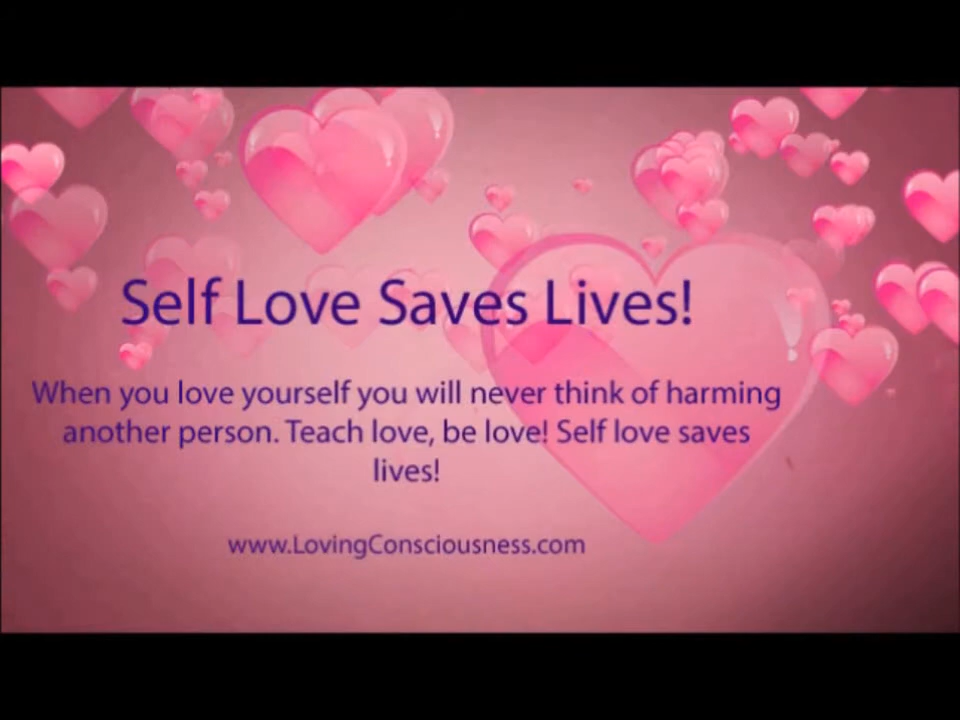 Self Love Saves Lives!
When you love yourself you will never think of harming
another person. Teach love, be love! Self love saves
lives!
www.LovingConsciousness.com